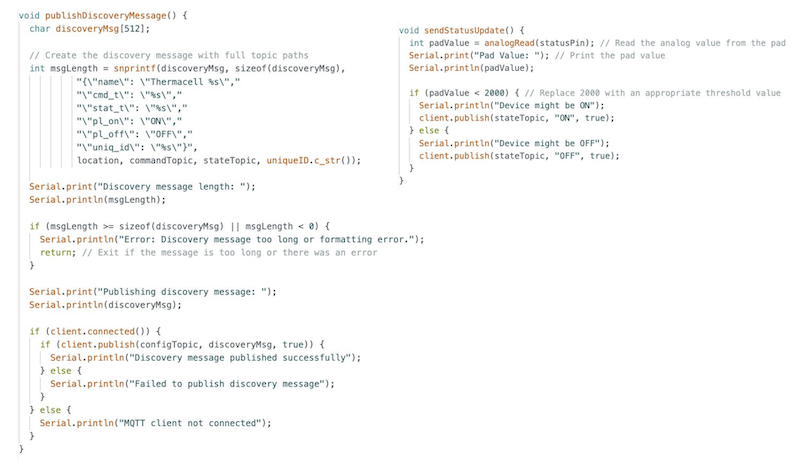 void publishDiscoveryMessage() {
char discoveryMsg[512];
// Create the discovery message with full topic paths
int msgLength = snprintf(discoveryMsg, sizeof(discoveryMsg),
"{\"name\": \"Thermacell %s\","
"\"cmd_t\": \"%s\","
"\"stat_t\": \"%s\","
"\"pl_on\": \"ON\","
"\"pl_off\": \"OFF\","
"\"uniq_id\": \"%s\"}",
location, commandTopic, stateTopic, uniqueID.c_str());
Serial.print("Discovery message length: ");
Serial.println(msgLength);
if (msgLength >= sizeof(discoveryMsg) || msgLength < 0) {
Serial.println("Error: Discovery message too long or formatting error.");
return; // Exit if the message is too long or there was an error
}
Serial.print("Publishing discovery message: ");
Serial.println(discoveryMsg);
if (client.connected()) {
if (client.publish(configTopic, discoveryMsg, true)) {
Serial.println("Discovery message published successfully");
} else {
Serial.println("Failed to publish discovery message");
}
} else {
Serial.println("MQTT client not connected");
}
}
void sendStatusUpdate() {
int padValue = analogRead(statusPin); // Read the analog value from the pad
Serial.print("Pad Value: "); // Print the pad value
Serial.println(padValue);
if (padValue < 2000) { // Replace 2000 with an appropriate threshold value
Serial.println("Device might be ON");
client.publish(stateTopic, "ON", true);
} else {
Serial.println("Device might be OFF");
client.publish(stateTopic, "OFF", true);
}
}